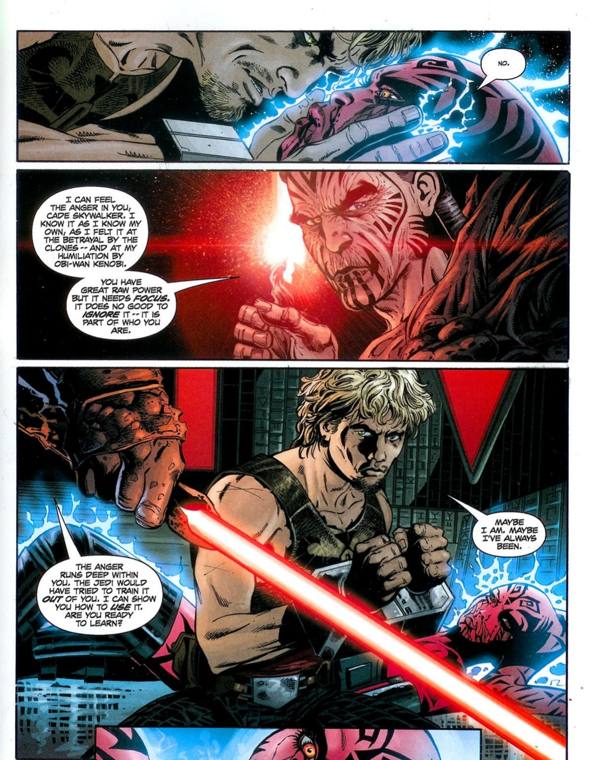 NO.
I CAN FEEL
THE ANGER IN YOU,
CADE SKYWALKER. I
KNOW IT AS I KNOW MY
OWN, AS I FELT IT AT
THE BETRAYAL BY THE
CLONES -- AND AT MY
HUMILIATION BY
OBI-WAN KENOBI.
YOU HAVE
GREAT RAW POWER
BUT IT NEEDS FOCUS.
IT DOES NO GOOD TO
IGNORE IT -- IT IS
PART OF WHO YOU
ARE.
MAYBE
I AM. MAYBE
I'VE ALWAYS
BEEN.
THE ANGER
RUNS DEEP WITHIN
YOU. THE JEDI WOULD
HAVE TRIED TO TRAIN IT
OUT OF YOU. I CAN SHOW
YOU HOW TO USE IT.
ARE YOU READY
TO LEARN?